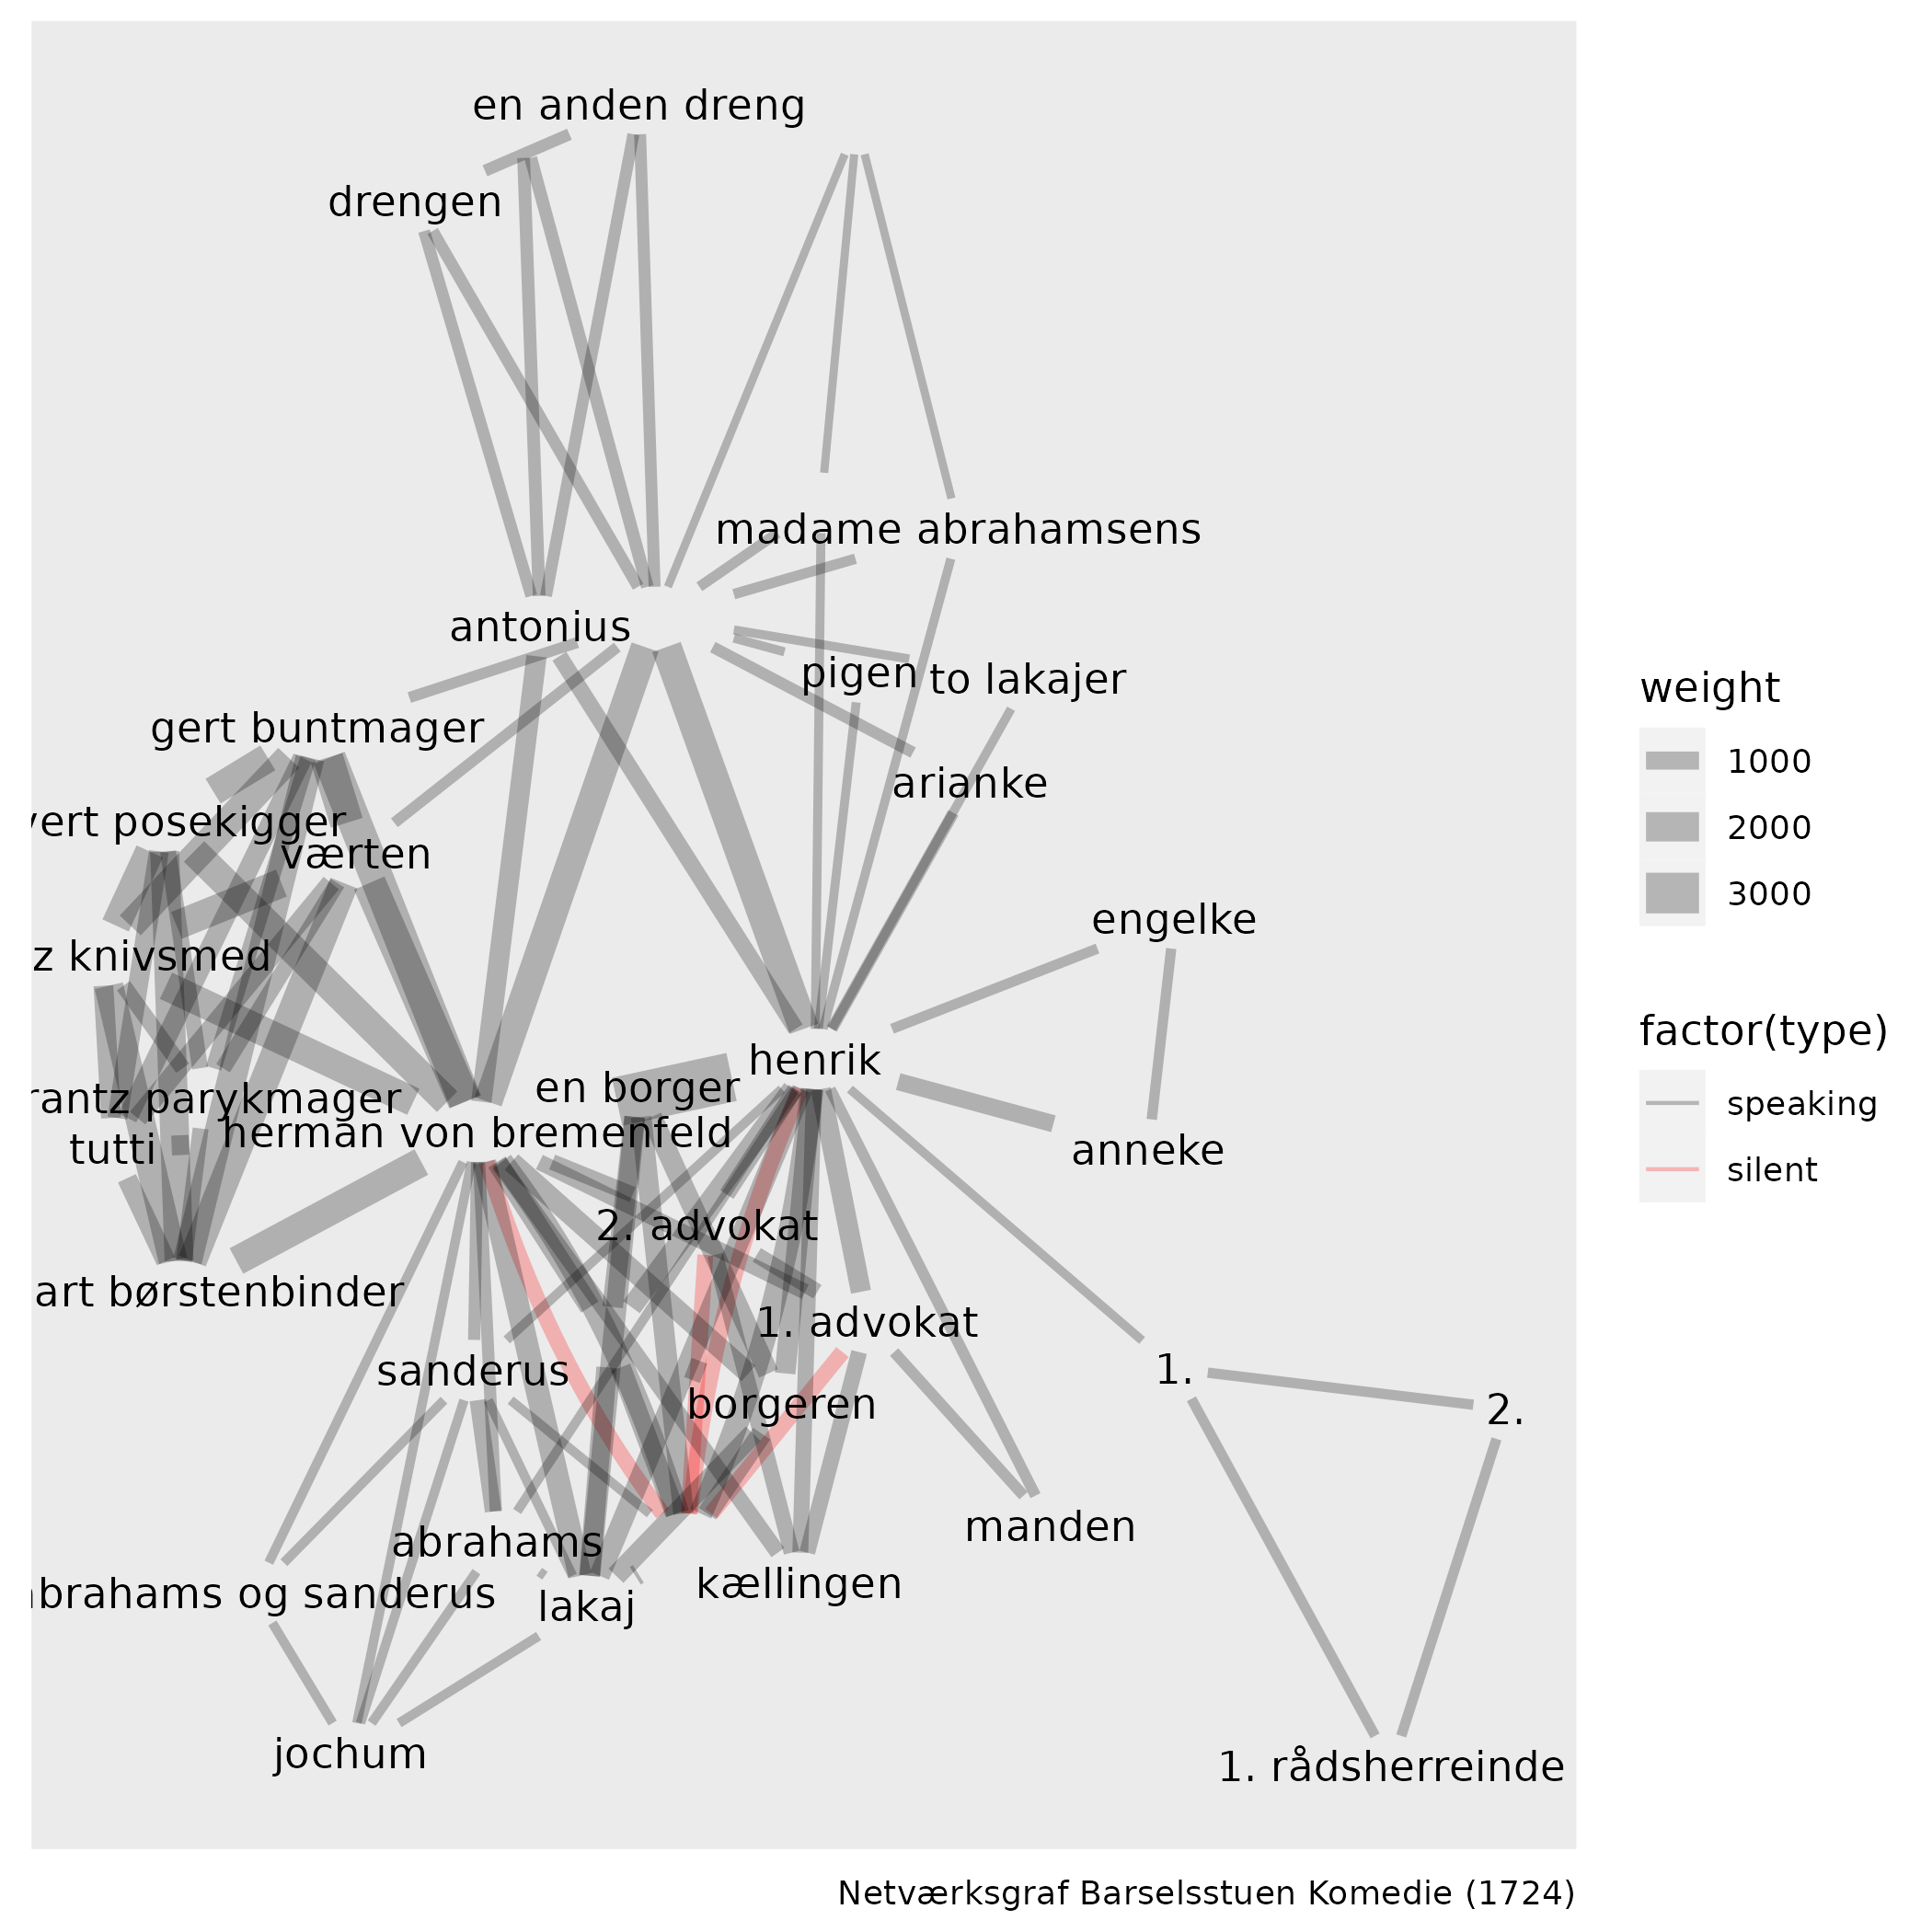 en anden dreng
drengen
madame abrahamsens
antonius
pigen
to lakajer
gert buntmager
arianke
vert posekigger
værten
engelke
z knivsmed
henrik
en borger
rantz parykmager
herman von bremenfeld
tutti
anneke
2. advokat
art børstenbinder
1. advokat
sanderus
1.
borgeren
2.
manden
abrahams
abrahams og sanderus
kællingen
lakaj
jochum
1. rådsherreinde
weight
1000
2000
3000
factor(type)
speaking
silent
Netværksgraf Barselsstuen Komedie (1724)